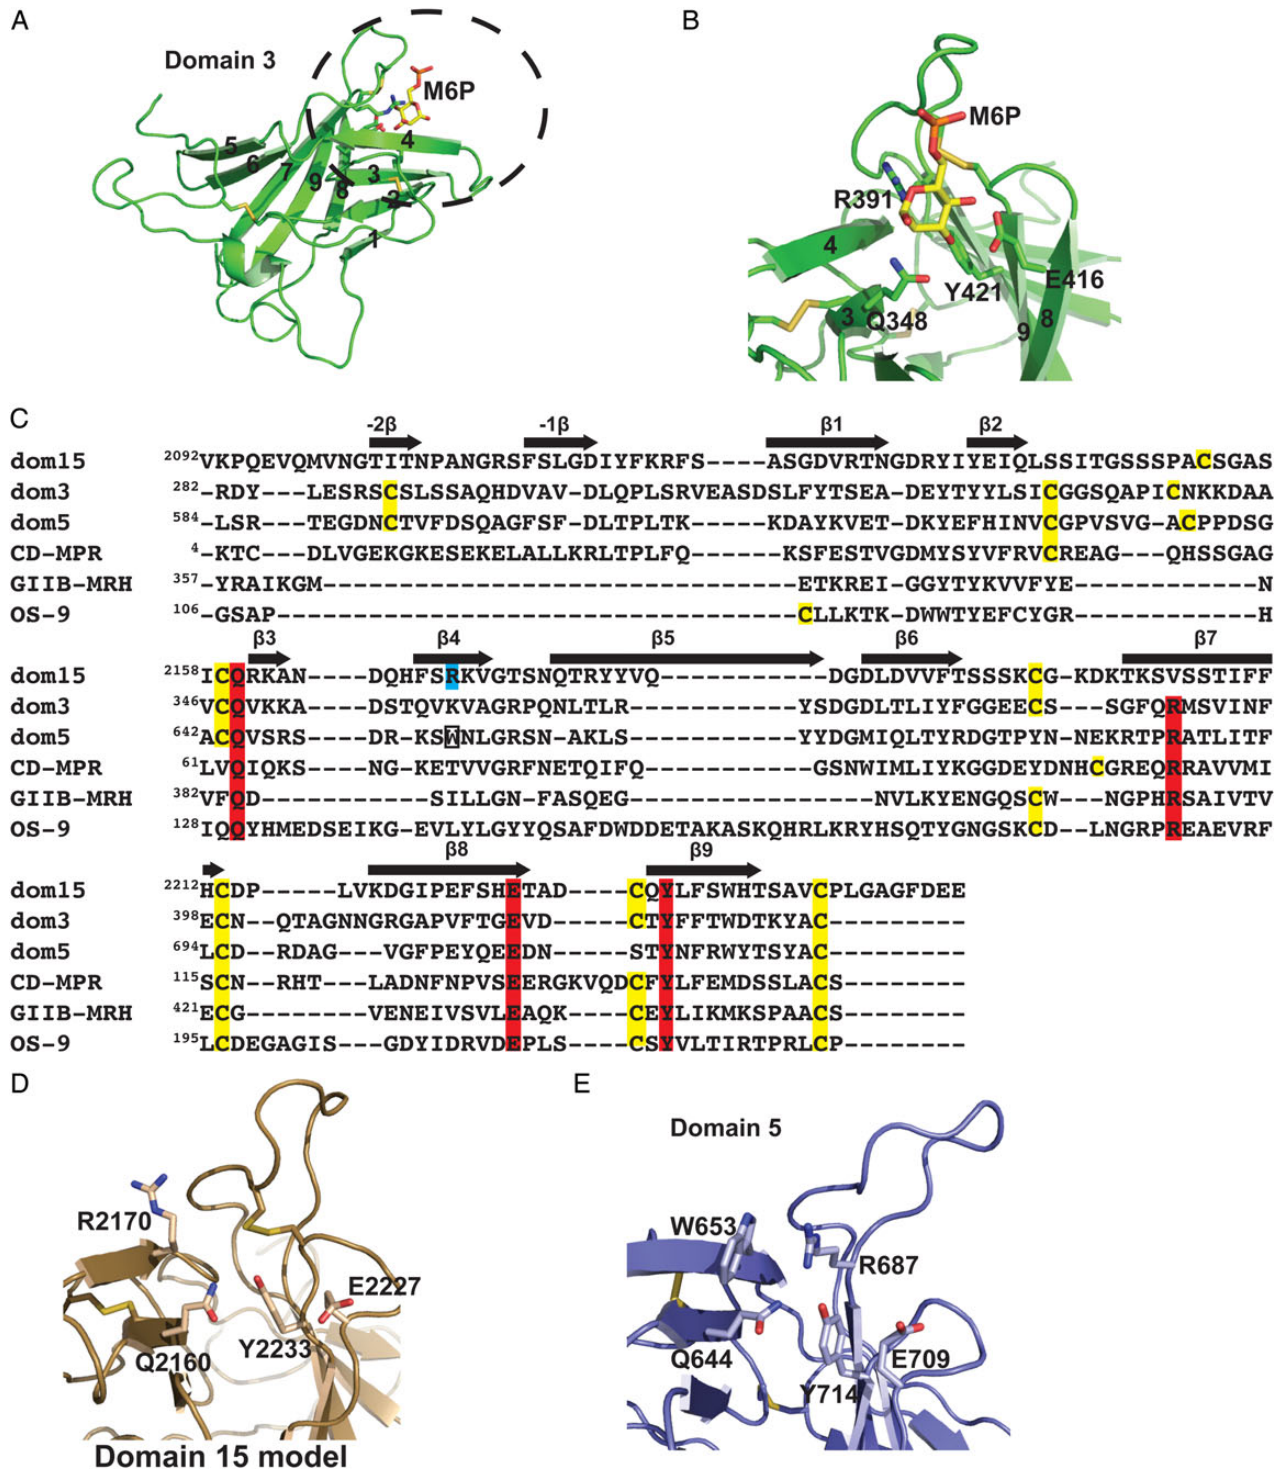 A
Domain 3
M6P
5
6
7
9
8
4
3
2
1
B
M6P
R391
4
E416
Y421
3
Q348
9
8
C
-2β -1β β1 β2
dom15 2092VKPQEVQMVNGTITNPANGRSFSLGDIYFKRFS----ASGDVRTNGDRYIYEIQLSSITGSSSPACSGAS
dom3 282-RDY---LESRSCSLSSAQHDVAV-DLQPLSRVEASDSLFYTSEA-DEYTYYLSICGGSQAPICNKKDAA
dom5 584-LSR---TEGDNCTVFDSQAGFSF-DLTPLTK-----KDAYKVET-DKYEFHINVCGPVSVG-ACPPDSG
CD-MPR 4-KTC---DLVGEKGKESEKELALLKRLTPLFQ------KSFESTVGDMYSYVFRVCREAG---QHSSGAG
GIIB-MRH 357-YRAIKGM-------------------------------ETKREI-GGYTYKVVFYE------------N
OS-9 106-GSAP----------------------------------CLLKTK-DWWTYEFCYGR------------H
β3 β4 β5 β6 β7
dom15 2158ICQRKAN----DQHFSRKVGTSNQTRYYVQ-----------DGDLDVVFTSSSKCG-KDKTKSVSSTIFF
dom3 346VCQVKKA----DSTQVKVAGRPQNLTLR-----------YSDGDLTLIYFGGEECS---SGFQRMSVINF
dom5 642ACQVSRS----DR-KSWNLGRSN-AKLS-----------YYDGMIQLTYRDGTPYN-NEKRTPRATLITF
CD-MPR 61LVQIQKS----NG-KETVVGRFNETQIFQ-----------GSNWIMLIYKGGDEYDNHCGREQRRAVVMI
GIIB-MRH 382VFQD-----------SILLGN-FASQEG----------------NVLKYENGQSCW---NGPHRSAIVTV
OS-9 128IQQYHMEDSEIKG-EVLYLGYYQSAFDWDDETAKASKQHRLKRYHSQTYGNGSKCD--LNGRPREAEVRF
β8 β9
dom15 2212HCDP-----LVKDGIPEFSHETAD----CQYLFSWHTSAVCPLGAGFDEE
dom3 398ECN--QTAGNNGRGAPVFTGEVD-----CTYFFTWDTKYAC---------
dom5 694LCD--RDAG---VGFPEYQEEDN-----STYNFRWYTSYAC---------
CD-MPR 115SCN--RHT---LADNFNPVSEERGKVQDCFYLFEMDSSLACS--------
GIIB-MRH 421ECG--------VENEIVSVLEAQK----CEYLIKMKSPAACS--------
OS-9 195LCDEGAGIS---GDYIDRVDEPLS----CSYVLTIRTPRLCP--------
D
R2170
E2227
Q2160
Y2233
Domain 15 model
E
Domain 5
W653
R687
Q644
E709
Y714